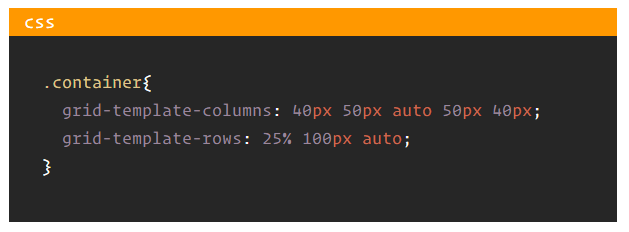 css
.container{
  grid-template-columns: 40px 50px auto 50px 40px;
  grid-template-rows: 25% 100px auto;
}